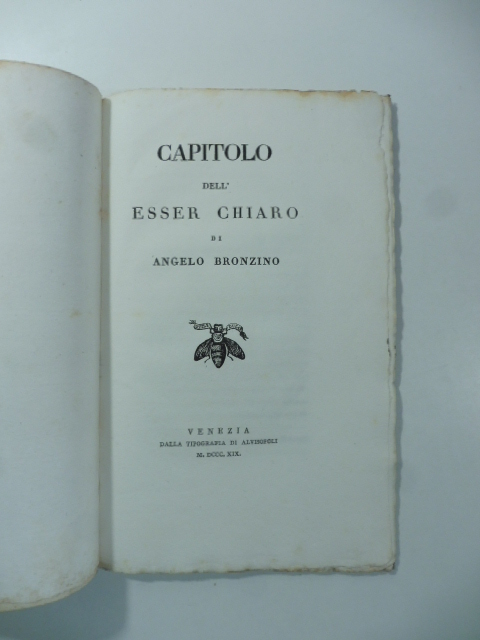 CAPITOLO
DELL'
ESSER CHIARO
DI
ANGELO BRONZINO
VENEZIA
DALLA TIPOGRAFIA DI ALVISOPOLI
M. DCCC. XIX.